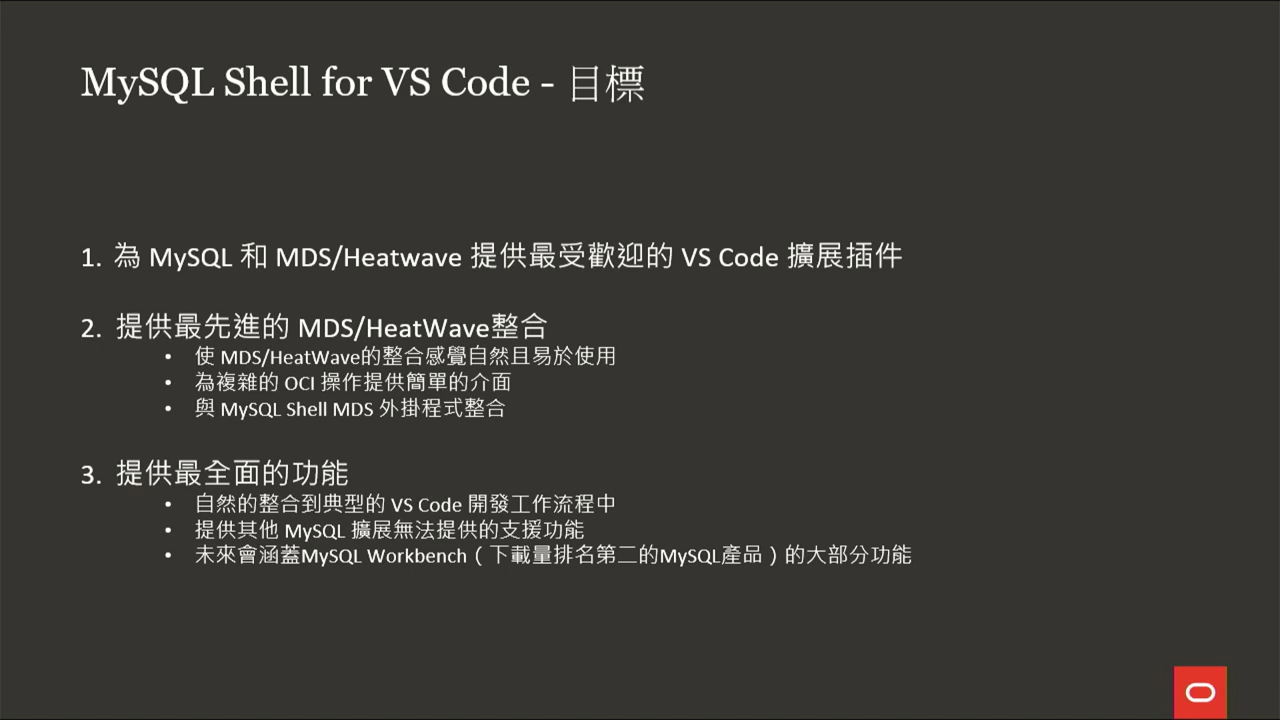 MySQL Shell for VS Code - 目標
1. 為 MySQL 和 MDS/Heatwave 提供最受歡迎的 VS Code 擴展插件
2. 提供最先進的 MDS/HeatWave整合
• 使 MDS/HeatWave的整合感覺自然且易於使用
• 為複雜的 OCI 操作提供簡單的介面
• 與 MySQL Shell MDS 外掛程式整合
3. 提供最全面的功能
• 自然的整合到典型的 VS Code 開發工作流程中
• 提供其他 MySQL 擴展無法提供的支援功能
• 未來會涵蓋MySQL Workbench（下載量排名第二的MySQL產品）的大部分功能